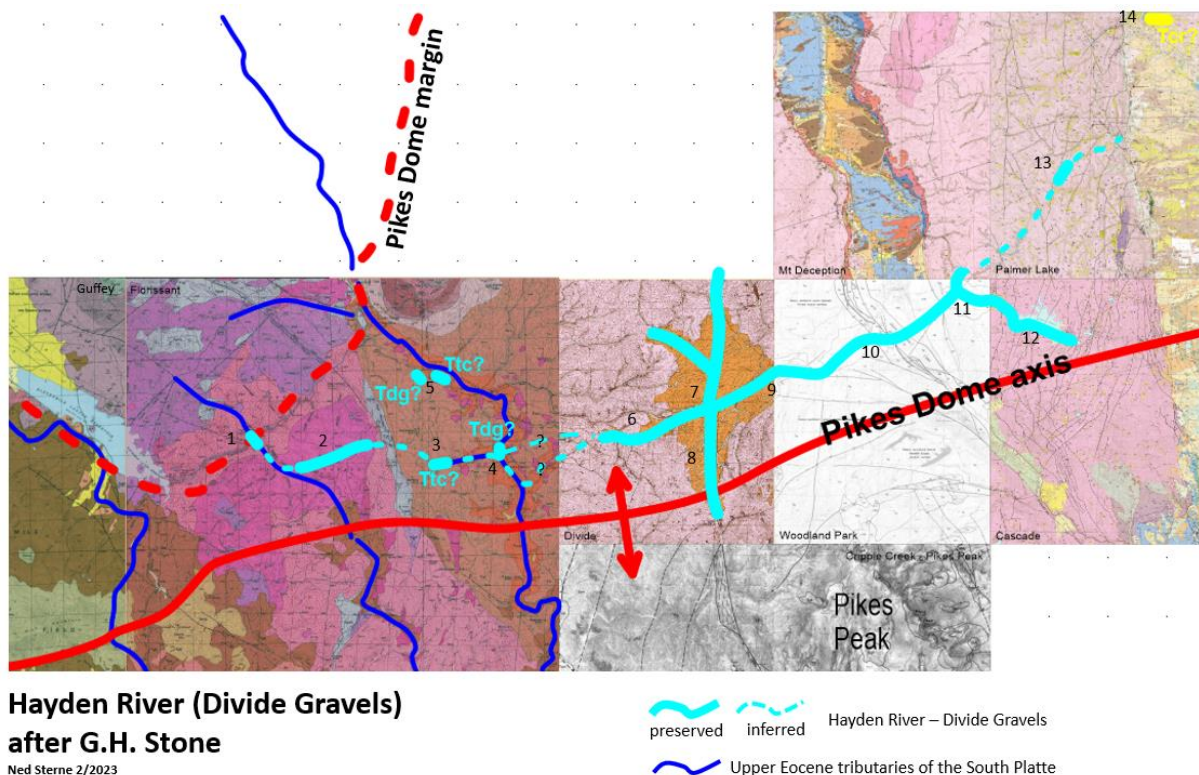 14
Tcr?
Pikes Dome margin
13
Mt Deception
Palmer Lake
Guffey
Florissant
11
12
10
Ttc?
5
Tdg?
7
9
Pikes Dome axis
Tdg?
6
1
2
3
?
8
4
?
Ttc?
Divide
Woodland Park
Cascade
Cripple Creek - Pikes Peak
Pikes
Peak
Hayden River (Divide Gravels)
after G.H. Stone
Ned Sterne 2/2023
preserved inferred Hayden River – Divide Gravels
Upper Eocene tributaries of the South Platte